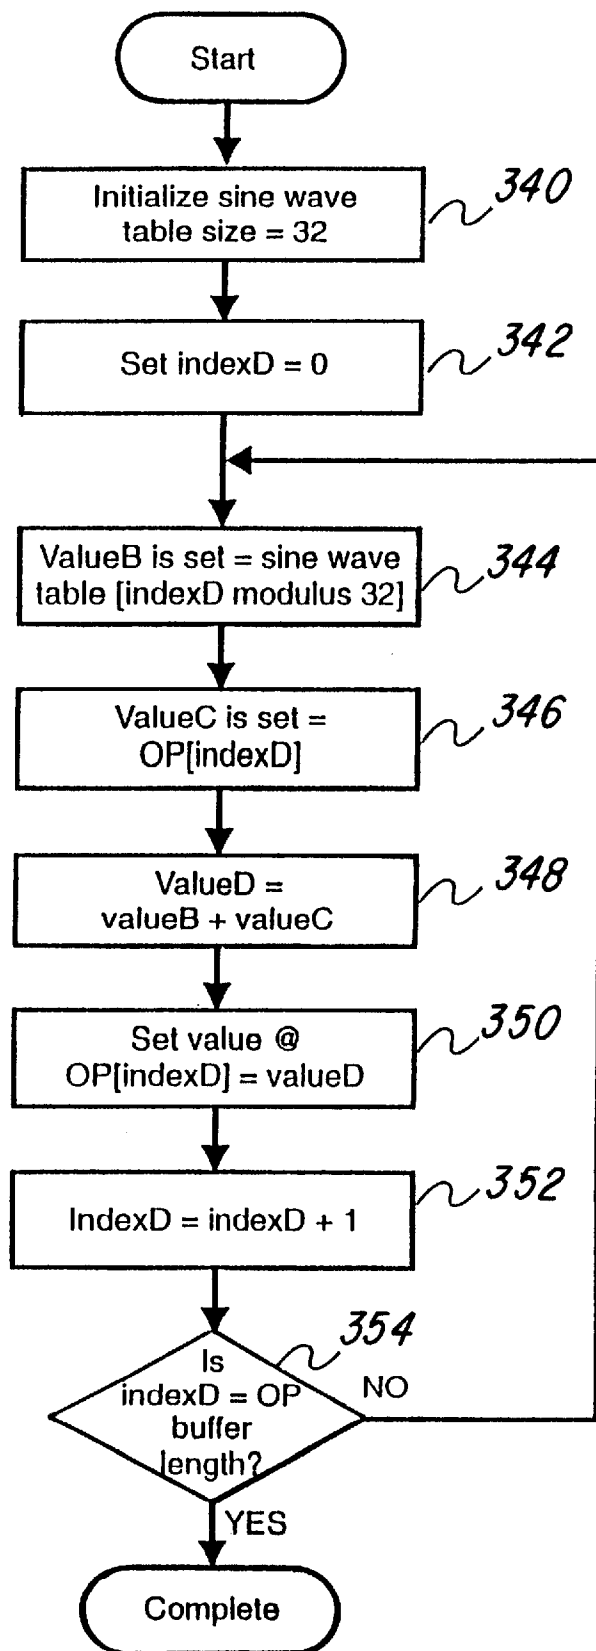 Start
Initialize sine wave
table size = 32
340
Set indexD = 0
342
ValueB is set = sine wave
table [indexD modulus 32]
344
ValueC is set =
OP[indexD]
346
ValueD =
valueB + valueC
348
Set value @
OP[indexD] = valueD
350
IndexD = indexD + 1
352
354
Is
indexD = OP
buffer
length?
NO
YES
Complete